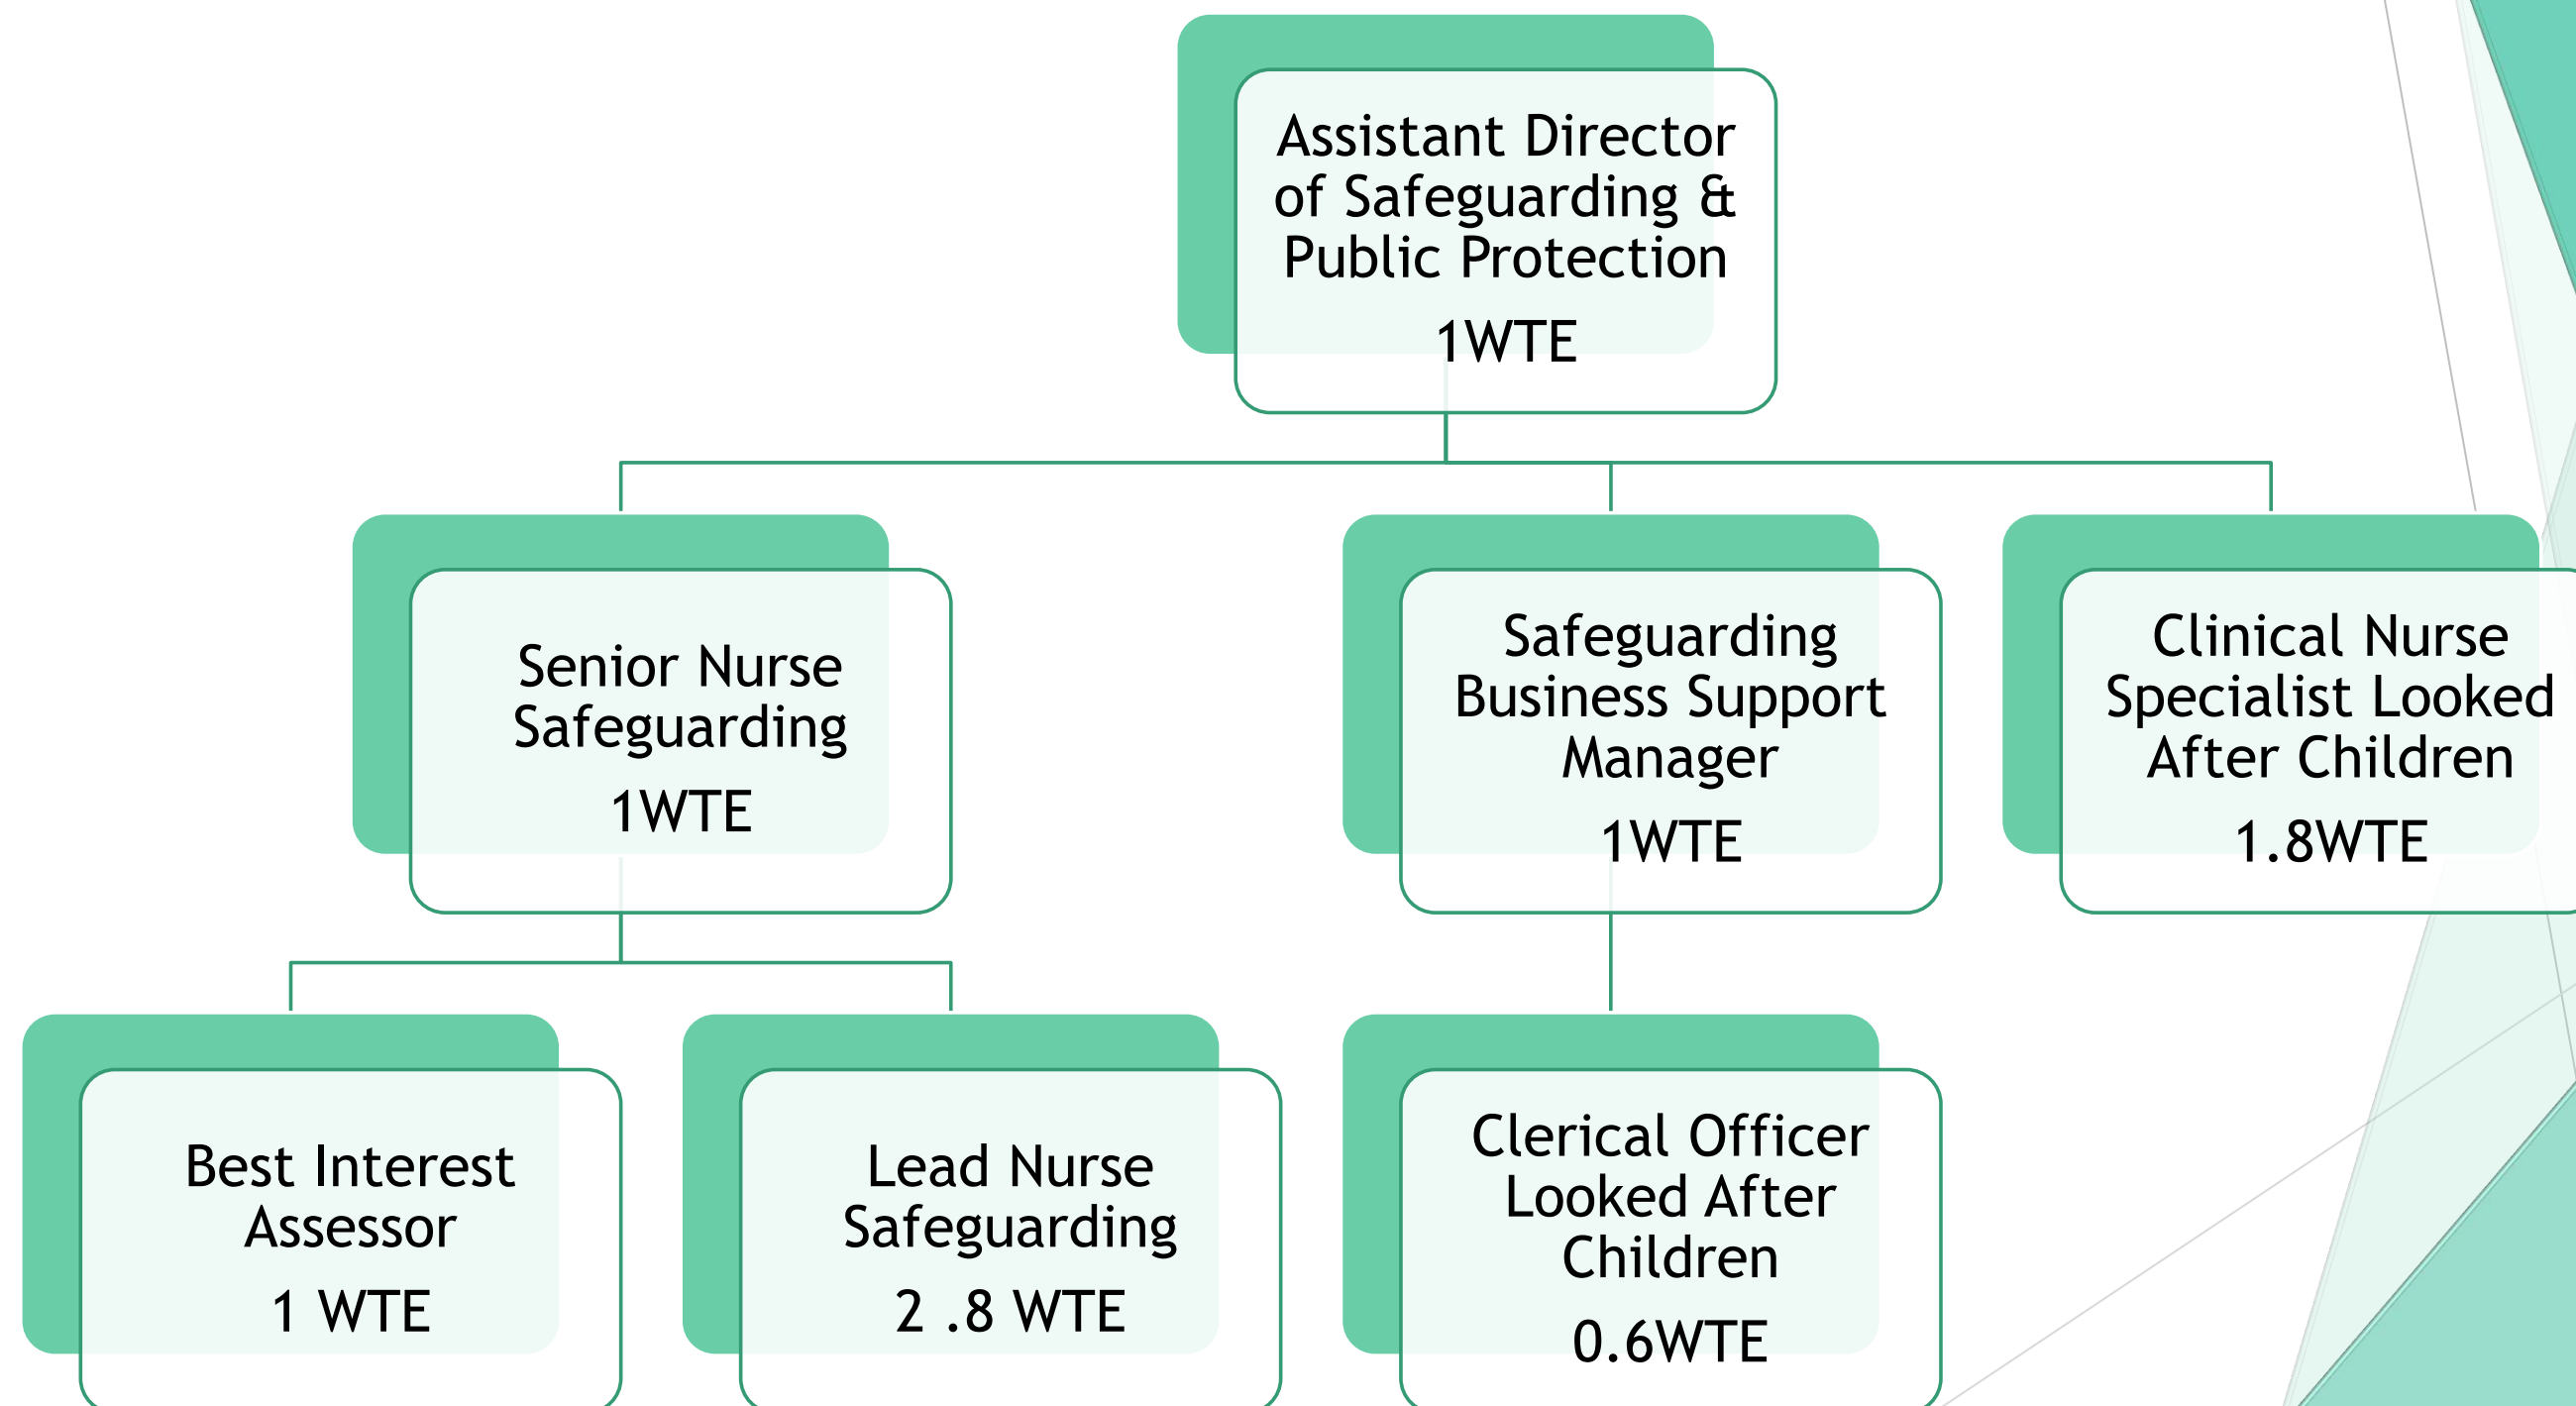 Assistant Director
of Safeguarding &
Public Protection
1WTE
Senior Nurse
Safeguarding
1WTE
Safeguarding
Business Support
Manager
1WTE
Clinical Nurse
Specialist Looked
After Children
1.8WTE
Best Interest
Assessor
1 WTE
Lead Nurse
Safeguarding
2 .8 WTE
Clerical Officer
Looked After
Children
0.6WTE